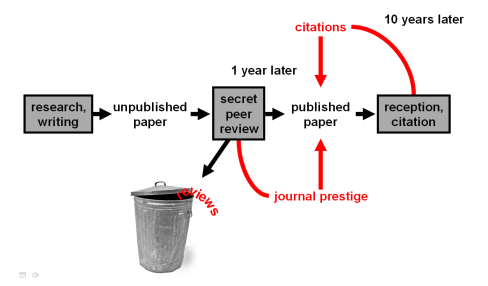 citations
10 years later
1 year later
research,
writing
unpublished
paper
secret
peer
review
published
paper
reception,
citation
reviews
journal prestige